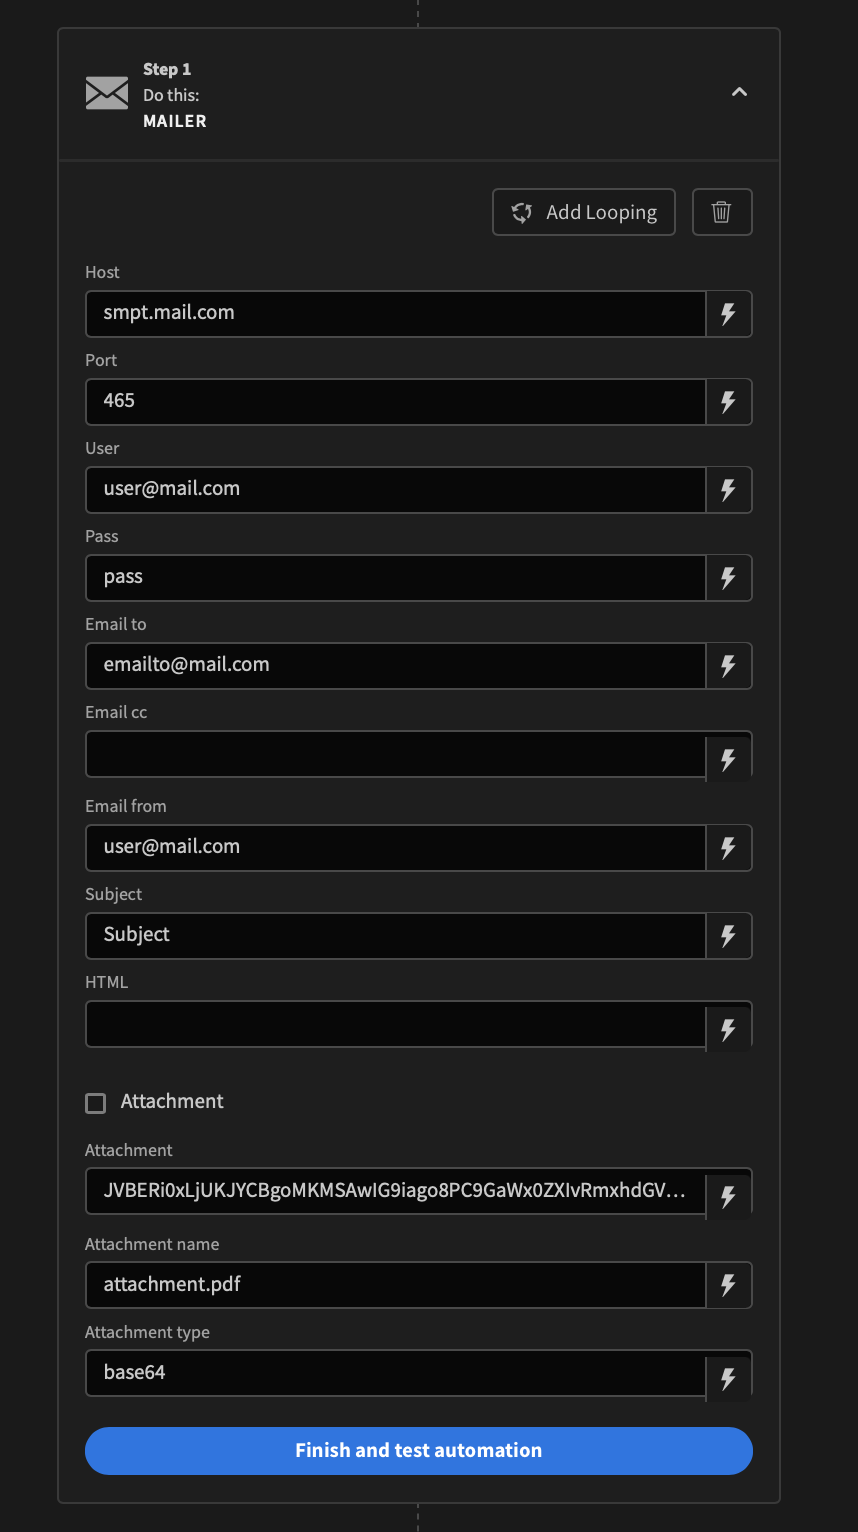 Step 1
Do this:
MAILER
Add Looping
Host
smpt.mail.com
Port
465
User
user@mail.com
Pass
pass
Email to
emailto@mail.com
Email cc
Email from
user@mail.com
Subject
Subject
HTML
Attachment
Attachment
JVBERi0xLjUKJYCBgoMKMSAwIG9iago8PC9GaWx0ZXIvRmxhdGV...
Attachment name
attachment.pdf
Attachment type
base64
Finish and test automation